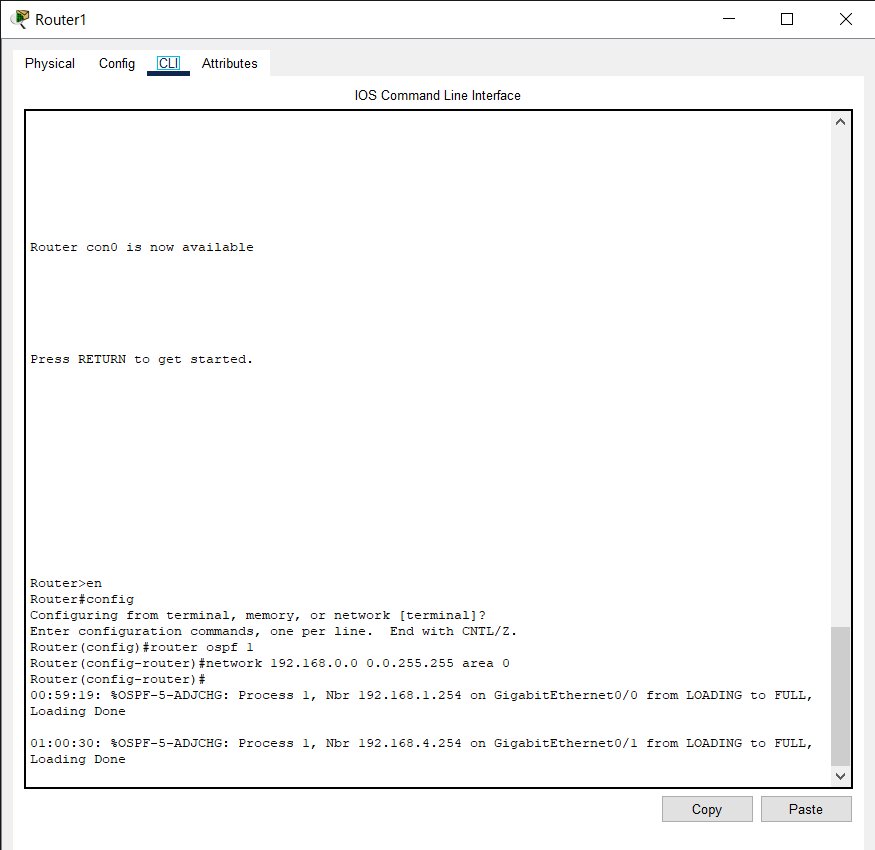 Router1
Physical Config CLI Attributes
IOS Command Line Interface
Router con0 is now available
Press RETURN to get started.
Router>en
Router#config
Configuring from terminal, memory, or network [terminal]?
Enter configuration commands, one per line.  End with CNTL/Z.
Router(config)#router ospf 1
Router(config-router)#network 192.168.0.0 0.0.255.255 area 0
Router(config-router)#
00:59:19: %OSPF-5-ADJCHG: Process 1, Nbr 192.168.1.254 on GigabitEthernet0/0 from LOADING to FULL,
Loading Done
01:00:30: %OSPF-5-ADJCHG: Process 1, Nbr 192.168.4.254 on GigabitEthernet0/1 from LOADING to FULL,
Loading Done
Copy Paste